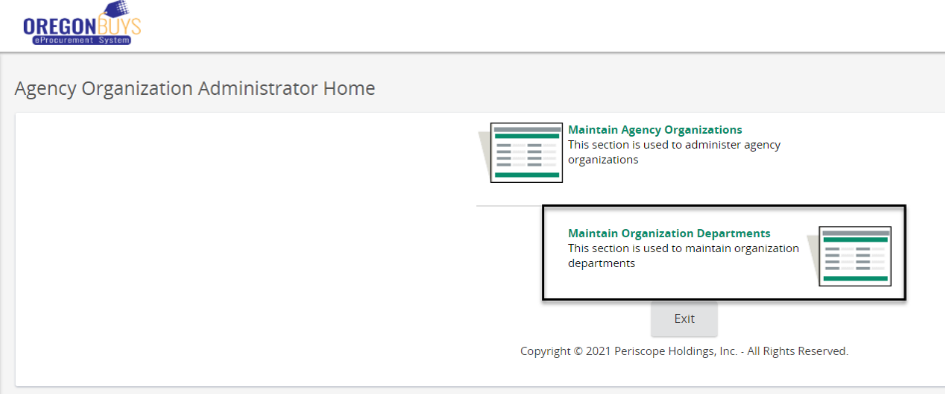 OREGONBUYS
eProcurement System
Agency Organization Administrator Home
Maintain Agency Organizations
This section is used to administer agency
organizations
Maintain Organization Departments
This section is used to maintain organization
departments
Exit
Copyright © 2021 Periscope Holdings, Inc. - All Rights Reserved.